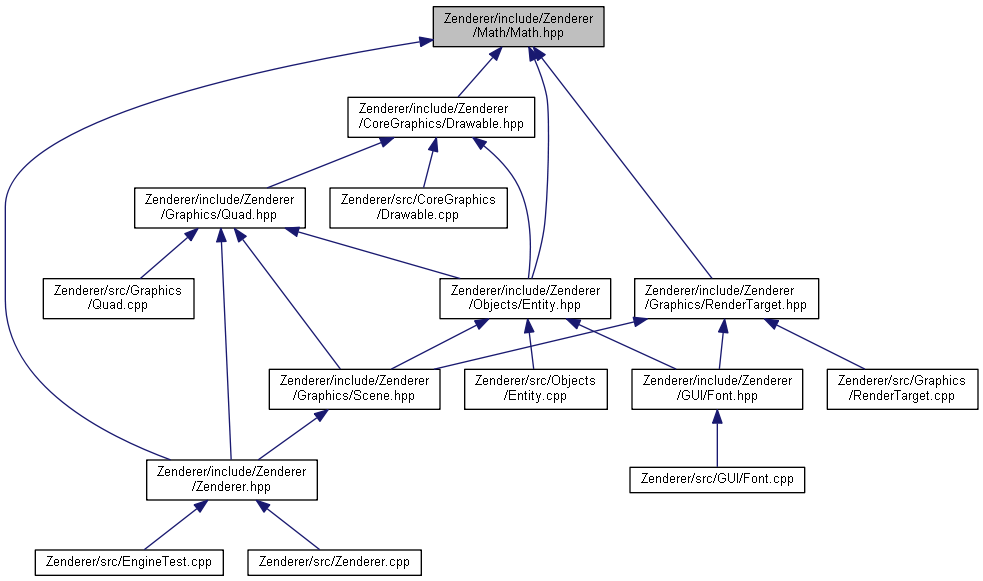 Zenderer/include/Zenderer
/Math/Math.hpp
Zenderer/include/Zenderer
/CoreGraphics/Drawable.hpp
Zenderer/include/Zenderer
/Graphics/Quad.hpp
Zenderer/src/CoreGraphics
/Drawable.cpp
Zenderer/src/Graphics
/Quad.cpp
Zenderer/include/Zenderer
/Objects/Entity.hpp
Zenderer/include/Zenderer
/Graphics/RenderTarget.hpp
Zenderer/include/Zenderer
/Graphics/Scene.hpp
Zenderer/src/Objects
/Entity.cpp
Zenderer/include/Zenderer
/GUI/Font.hpp
Zenderer/src/Graphics
/RenderTarget.cpp
Zenderer/include/Zenderer
/Zenderer.hpp
Zenderer/src/GUI/Font.cpp
Zenderer/src/EngineTest.cpp
Zenderer/src/Zenderer.cpp